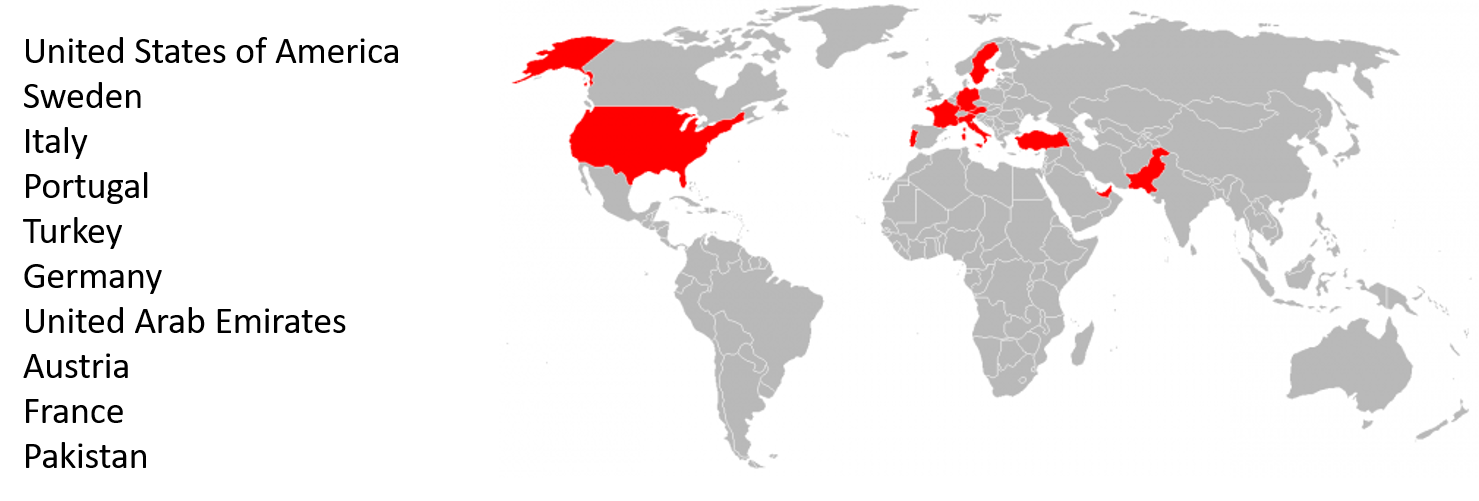 United States of America
Sweden
Italy
Portugal
Turkey
Germany
United Arab Emirates
Austria
France
Pakistan